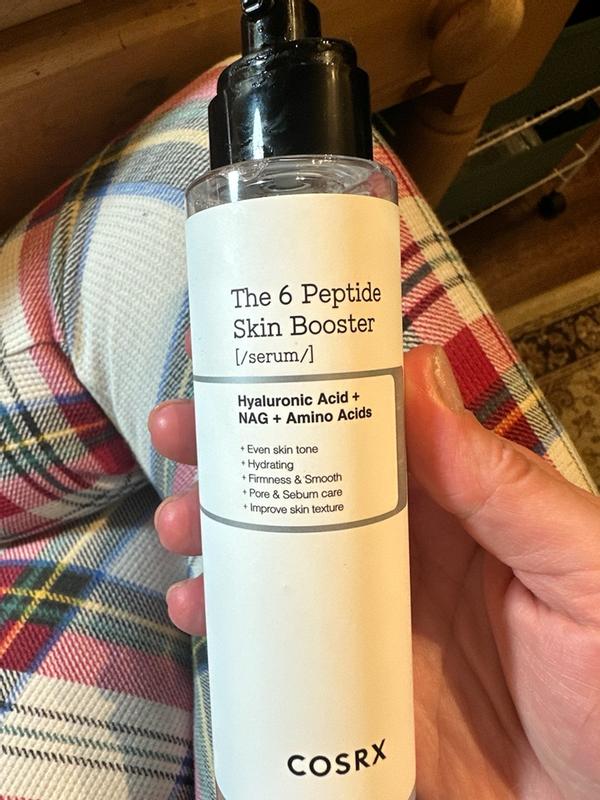 The 6 Peptide
Skin Booster
[/serum/]
Hyaluronic Acid +
NAG + Amino Acids
+ Even skin tone
+ Hydrating
+ Firmness & Smooth
+ Pore & Sebum care
+ Improve skin texture
COSRX